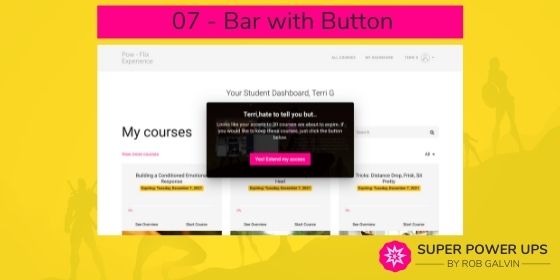 07 - Bar with Button
Pow - Flix
Experience
ALL COURSES
MY DASHBOARD
TERRI G
Your Student Dashboard, Terri G
Terri,hate to tell you but..
Looks like your access to 20 courses are about to expire. If
you would like to keep these courses, just click the button
below.
Yes! Extend my access
My courses
Search
View more courses
All
Building a Conditioned Emotional
Response
Expiring: Tuesday, December 7, 2021
Heel
Expiring: Tuesday, December 7, 2021
Tricks: Distance Drop, Frisk, Sit
Pretty
Expiring: Tuesday, December 7, 2021
0%
0%
0%
See Overview
Start Course
See Overview
Start Course
See Overview
Start Course
SUPER POWER UPS
BY ROB GALVIN